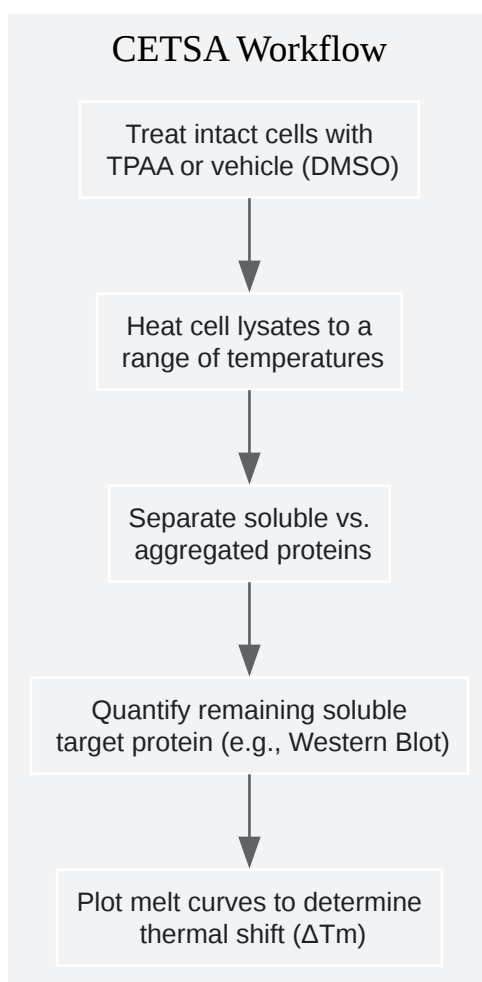 CETSA Workflow
Treat intact cells with
TPAA or vehicle (DMSO)
Heat cell lysates to a
range of temperatures
Separate soluble vs.
aggregated proteins
Quantify remaining soluble
target protein (e.g., Western Blot)
Plot melt curves to determine
thermal shift (ΔTm)